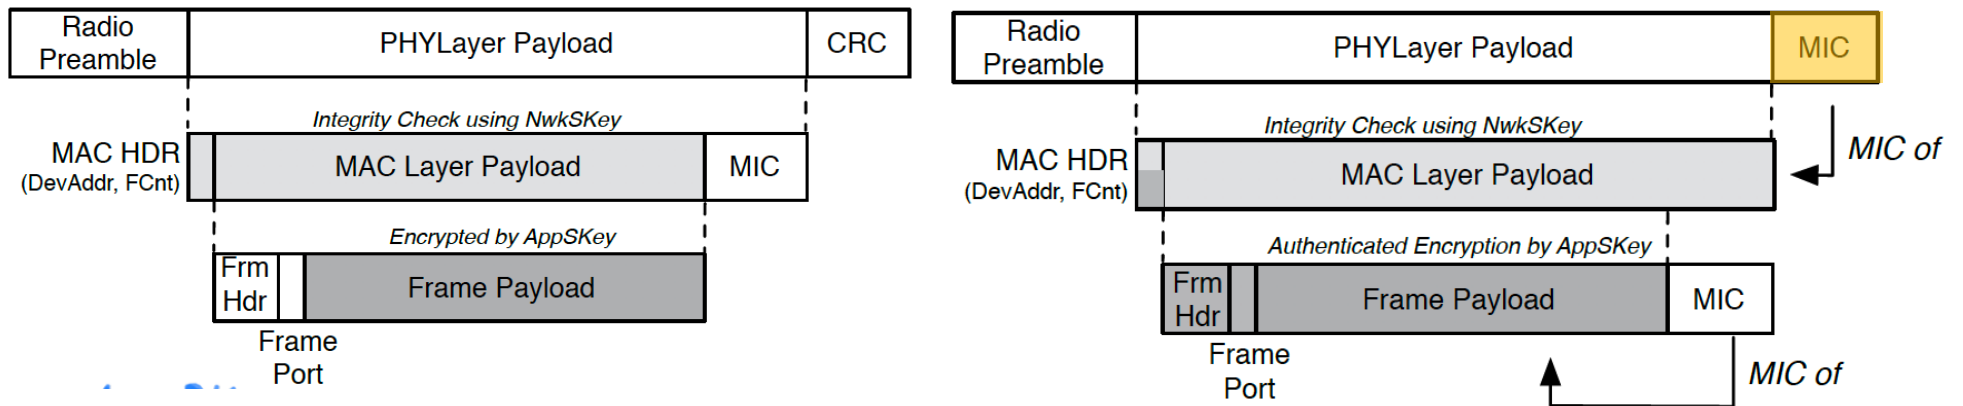 Radio
Preamble
PHYLayer Payload
CRC
Integrity Check using NwkSKey
MAC HDR
(DevAddr, FCnt)
MAC Layer Payload
MIC
Encrypted by AppSKey
Frm
Hdr
Frame Payload
Frame
Port
Radio
Preamble
PHYLayer Payload
MIC
Integrity Check using NwkSKey
MIC of
MAC HDR
(DevAddr, FCnt)
MAC Layer Payload
Authenticated Encryption by AppSKey
Frm
Hdr
Frame Payload
MIC
Frame
Port
MIC of